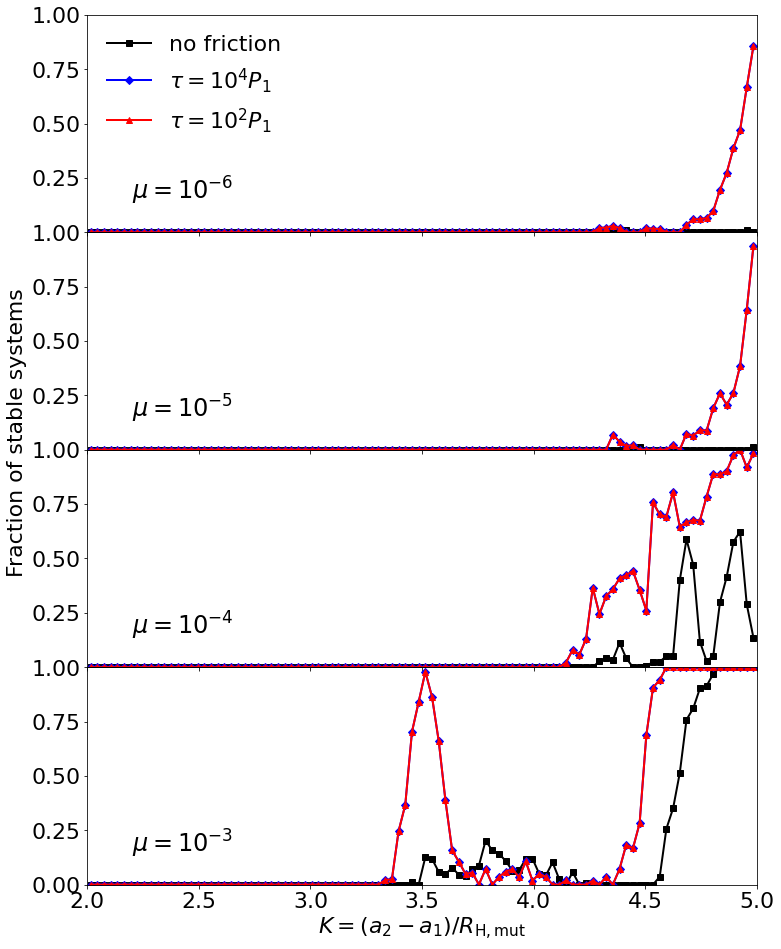 1.00
no friction
τ = 10⁴P₁
0.75
τ = 10²P₁
0.50
0.25
μ = 10⁻⁶
1.00
0.75
0.50
0.25
μ = 10⁻⁵
Fraction of stable systems
1.00
0.75
0.50
0.25
μ = 10⁻⁴
1.00
0.75
0.50
0.25
μ = 10⁻³
0.00
2.0 2.5 3.0 3.5 4.0 4.5 5.0
K = (a₂ − a₁)/R_H,mut